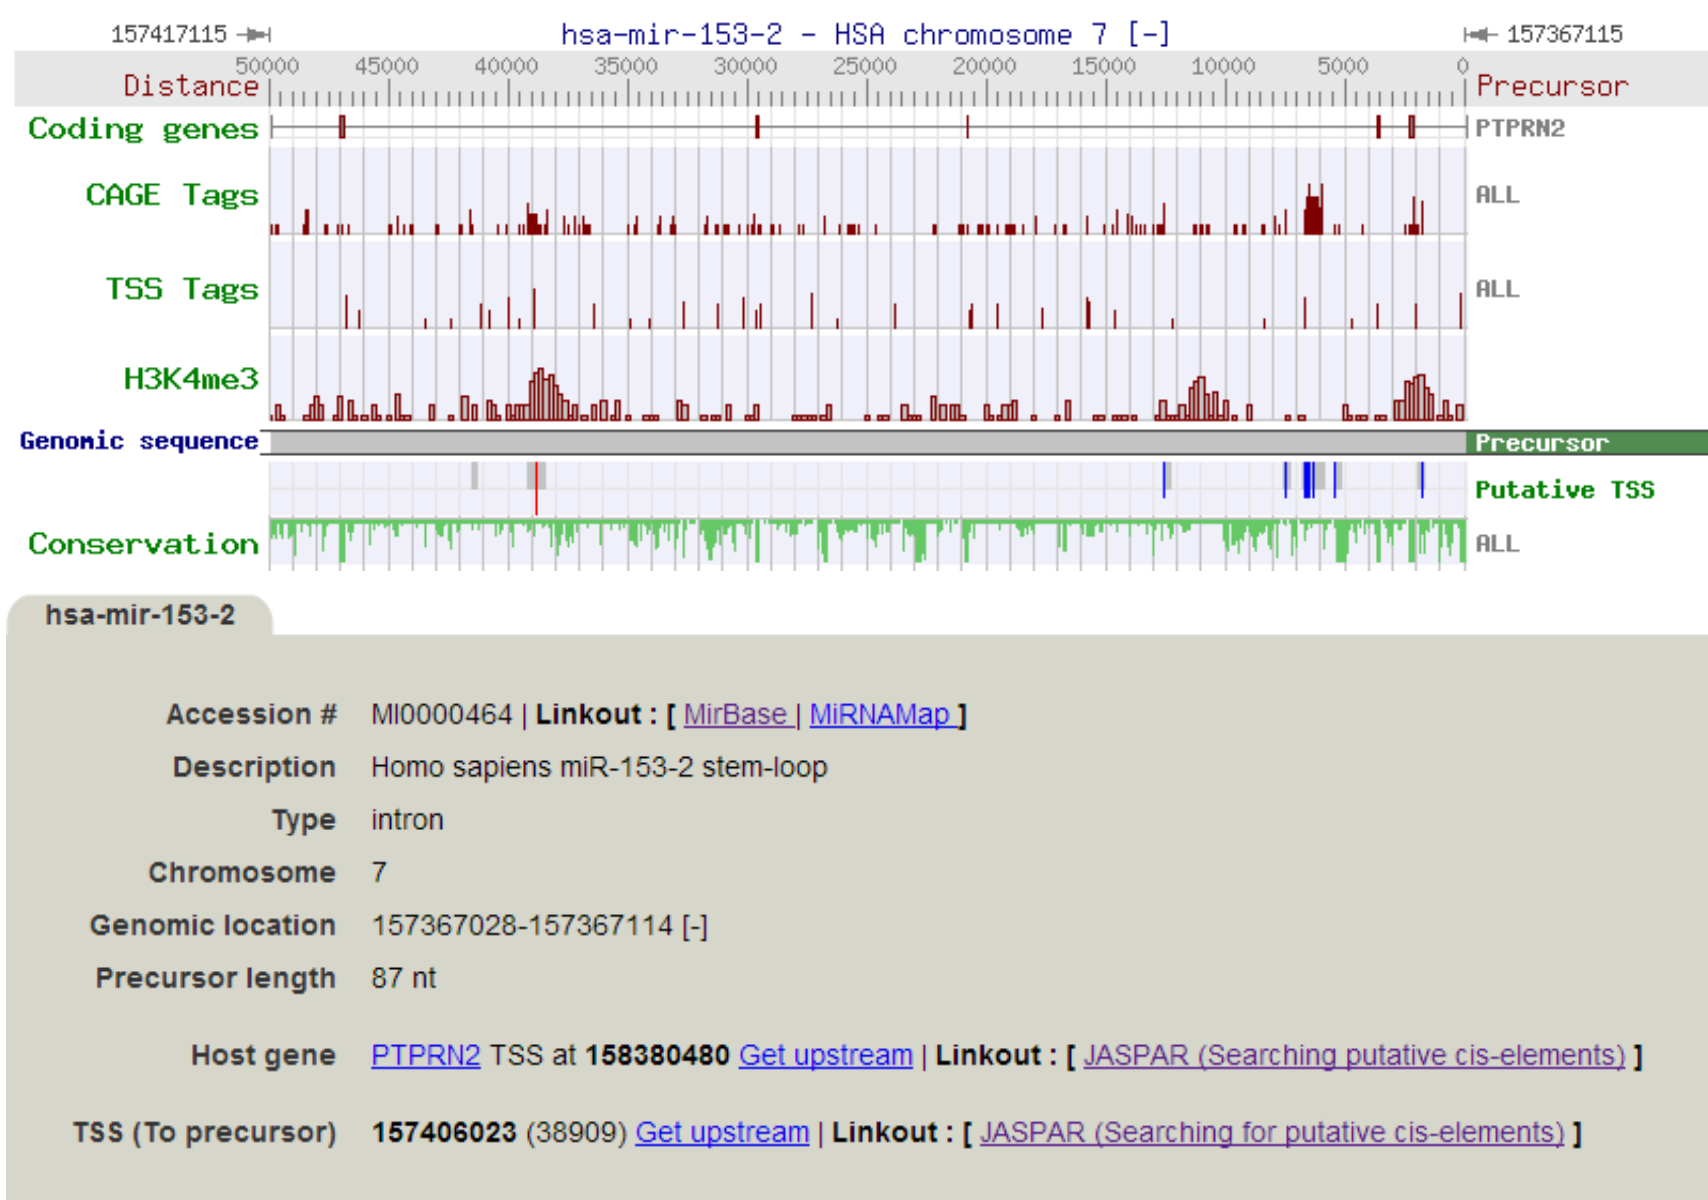 157417115 hsa-mir-153-2 - HSA chromosome 7 [-] 157367115
50000 45000 40000 35000 30000 25000 20000 15000 10000 5000 0
Distance Precursor
Coding genes PTPRN2
CAGE Tags ALL
TSS Tags ALL
H3K4me3
Genomic sequence Precursor
Putative TSS
Conservation ALL
hsa-mir-153-2
Accession # MI0000464 | Linkout : [ MirBase | MiRNAMap ]
Description Homo sapiens miR-153-2 stem-loop
Type intron
Chromosome 7
Genomic location 157367028-157367114 [-]
Precursor length 87 nt
Host gene PTPRN2 TSS at 158380480 Get upstream | Linkout : [ JASPAR (Searching putative cis-elements) ]
TSS (To precursor) 157406023 (38909) Get upstream | Linkout : [ JASPAR (Searching for putative cis-elements) ]